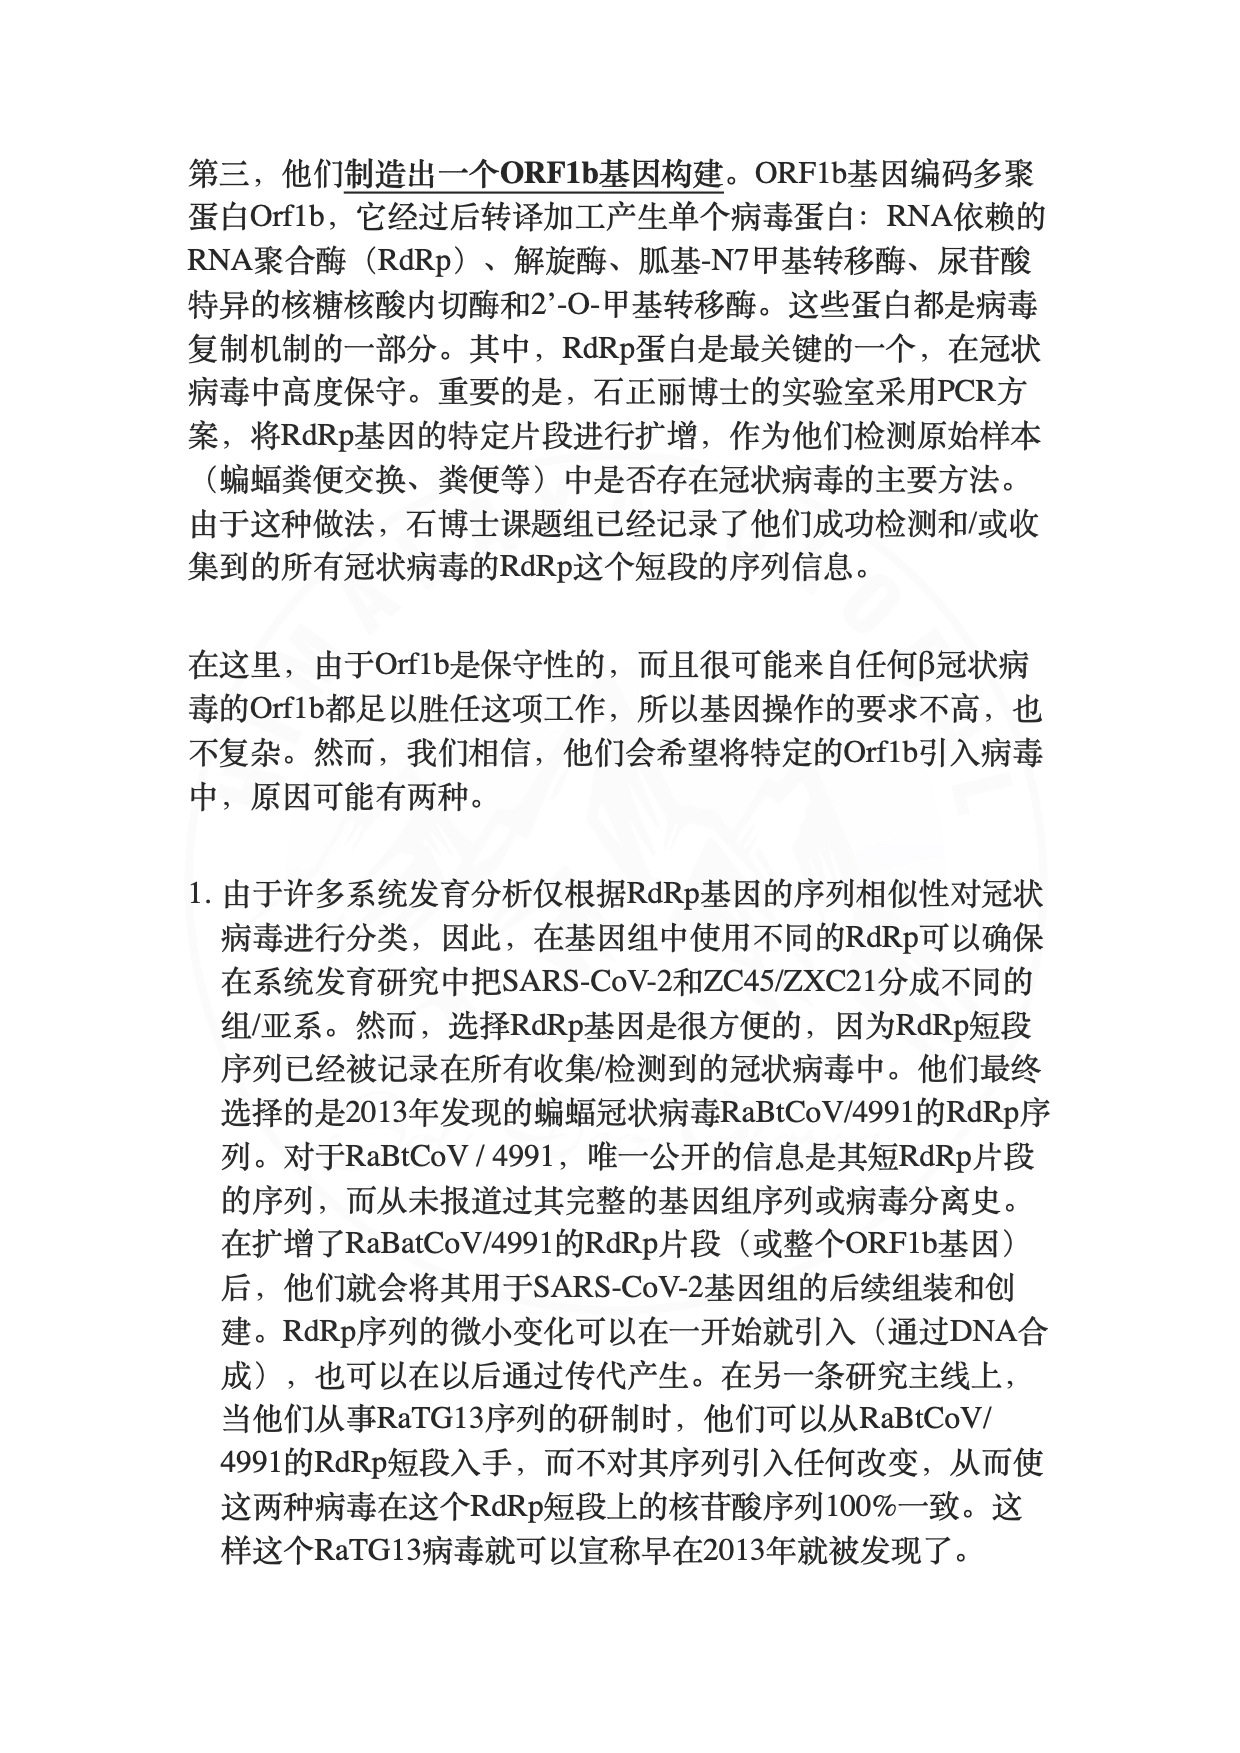 第三，他们制造出一个ORF1b基因构建。ORF1b基因编码多聚
蛋白Orf1b，它经过后转译加工产生单个病毒蛋白：RNA依赖的
RNA聚合酶（RdRp）、解旋酶、胍基-N7甲基转移酶、尿苷酸
特异的核糖核酸内切酶和2’-O-甲基转移酶。这些蛋白都是病毒
复制机制的一部分。其中，RdRp蛋白是最关键的一个，在冠状
病毒中高度保守。重要的是，石正丽博士的实验室采用PCR方
案，将RdRp基因的特定片段进行扩增，作为他们检测原始样本
（蝙蝠粪便交换、粪便等）中是否存在冠状病毒的主要方法。
由于这种做法，石博士课题组已经记录了他们成功检测和/或收
集到的所有冠状病毒的RdRp这个短段的序列信息。
在这里，由于Orf1b是保守性的，而且很可能来自任何β冠状病
毒的Orf1b都足以胜任这项工作，所以基因操作的要求不高，也
不复杂。然而，我们相信，他们会希望将特定的Orf1b引入病毒
中，原因可能有两种。
1. 由于许多系统发育分析仅根据RdRp基因的序列相似性对冠状
病毒进行分类，因此，在基因组中使用不同的RdRp可以确保
在系统发育研究中把SARS-CoV-2和ZC45/ZXC21分成不同的
组/亚系。然而，选择RdRp基因是很方便的，因为RdRp短段
序列已经被记录在所有收集/检测到的冠状病毒中。他们最终
选择的是2013年发现的蝙蝠冠状病毒RaBtCoV/4991的RdRp序
列。对于RaBtCoV / 4991，唯一公开的信息是其短RdRp片段
的序列，而从未报道过其完整的基因组序列或病毒分离史。
在扩增了RaBatCoV/4991的RdRp片段（或整个ORF1b基因）
后，他们就会将其用于SARS-CoV-2基因组的后续组装和创
建。RdRp序列的微小变化可以在一开始就引入（通过DNA合
成），也可以在以后通过传代产生。在另一条研究主线上，
当他们从事RaTG13序列的研制时，他们可以从RaBtCoV/
4991的RdRp短段入手，而不对其序列引入任何改变，从而使
这两种病毒在这个RdRp短段上的核苷酸序列100%一致。这
样这个RaTG13病毒就可以宣称早在2013年就被发现了。